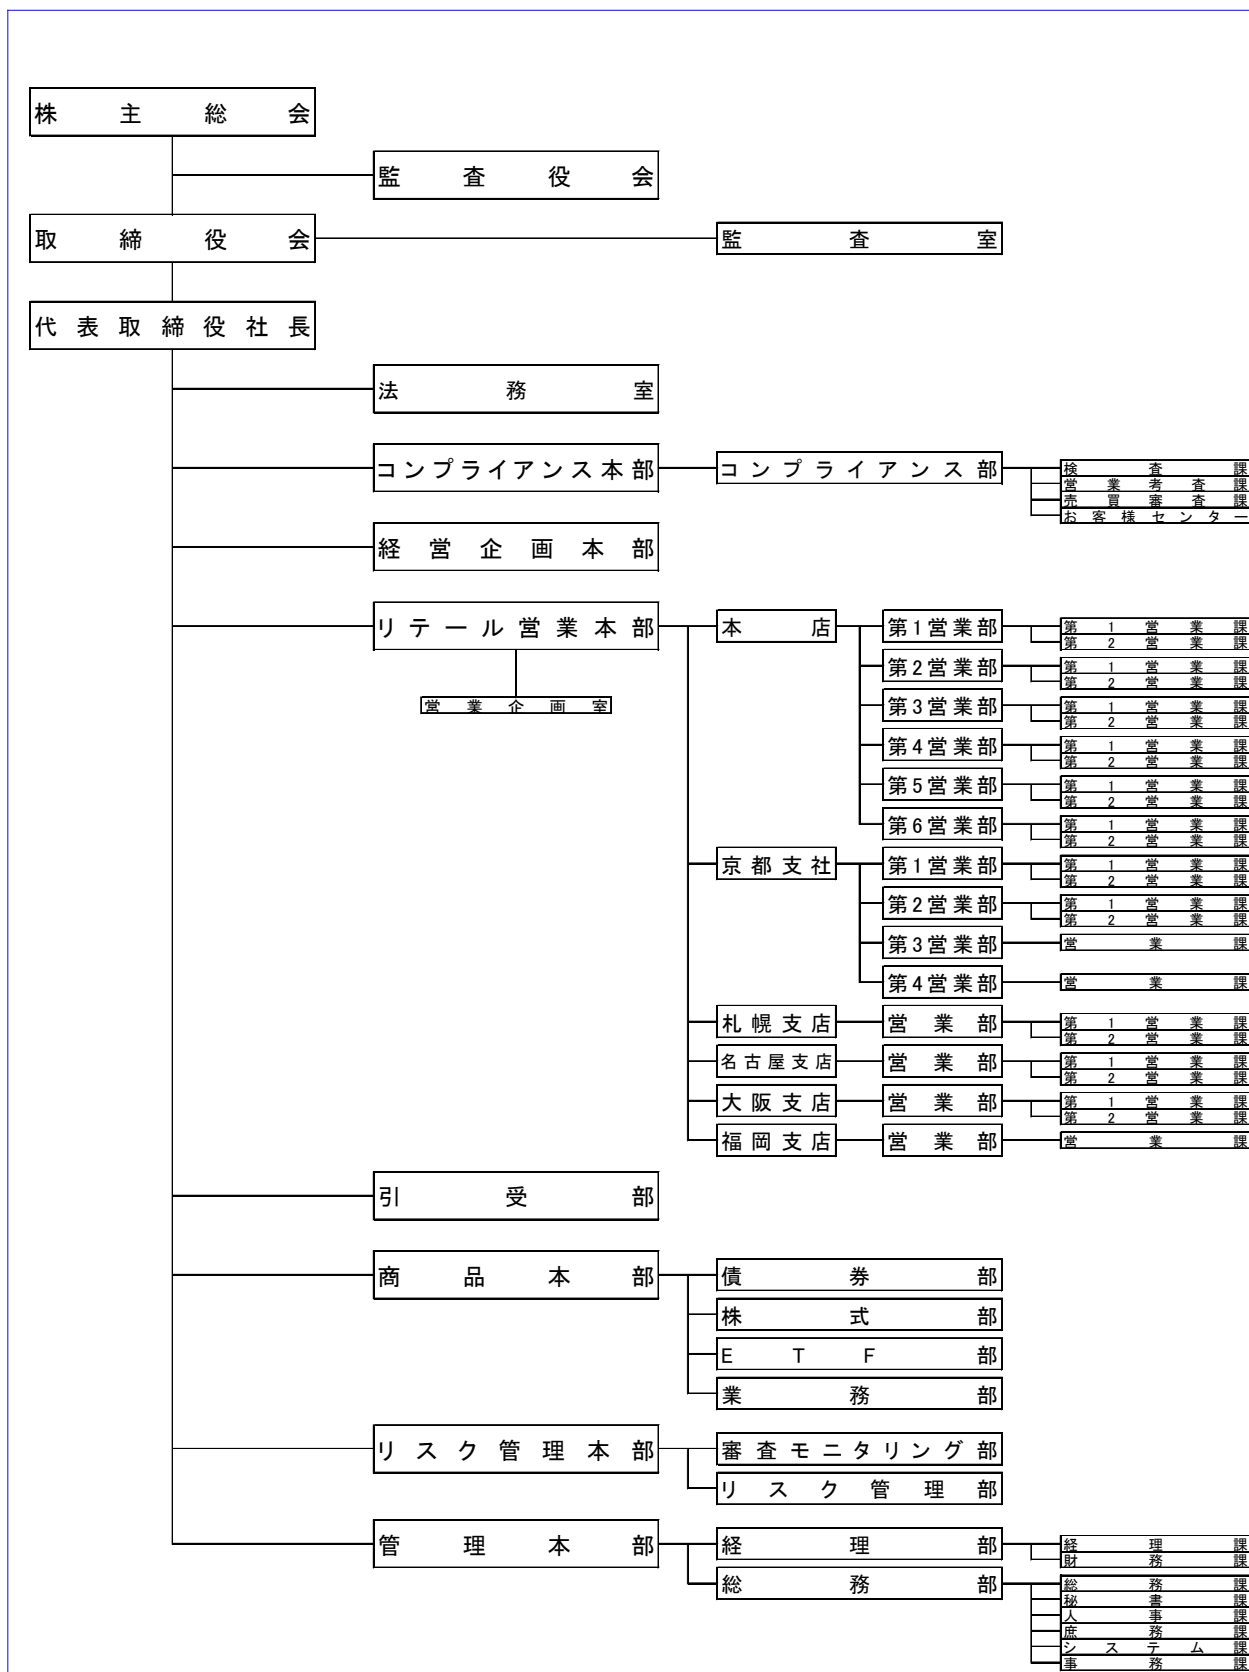 株主総会
監査役会
取締役会
監査室
代表取締役社長
法務室
コンプライアンス本部
コンプライアンス部
検査課
営業考査課
売買審査課
お客様センター
経営企画本部
リテール営業本部
営業企画室
本店
第1営業部
第1営業課
第2営業課
第2営業部
第1営業課
第2営業課
第3営業部
第1営業課
第2営業課
第4営業部
第1営業課
第2営業課
第5営業部
第1営業課
第2営業課
第6営業部
第1営業課
第2営業課
京都支社
第1営業部
第1営業課
第2営業課
第2営業部
第1営業課
第2営業課
第3営業部
営業課
第4営業部
営業課
札幌支店
営業部
第1営業課
第2営業課
名古屋支店
営業部
第1営業課
第2営業課
大阪支店
営業部
第1営業課
第2営業課
福岡支店
営業部
営業課
引受部
商品本部
債券部
株式部
ETF部
業務部
リスク管理本部
審査モニタリング部
リスク管理部
管理本部
経理部
経理課
財務課
総務部
総務課
秘書課
人事課
庶務課
システム課
事務課